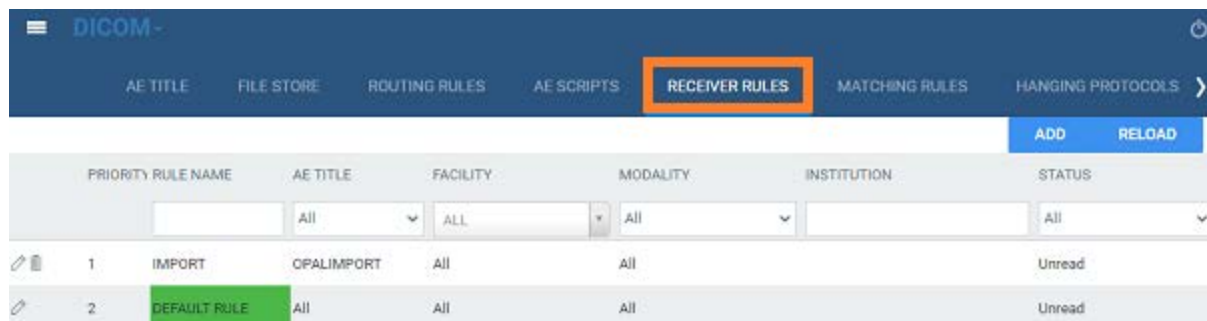 DICOM-
AE TITLE FILE STORE ROUTING RULES AE SCRIPTS RECEIVER RULES MATCHING RULES HANGING PROTOCOLS
ADD RELOAD
PRIORITY RULE NAME AE TITLE FACILITY MODALITY INSTITUTION STATUS
All ALL All All
1 IMPORT OPALIMPORT All All Unread
2 DEFAULT RULE All All All Unread